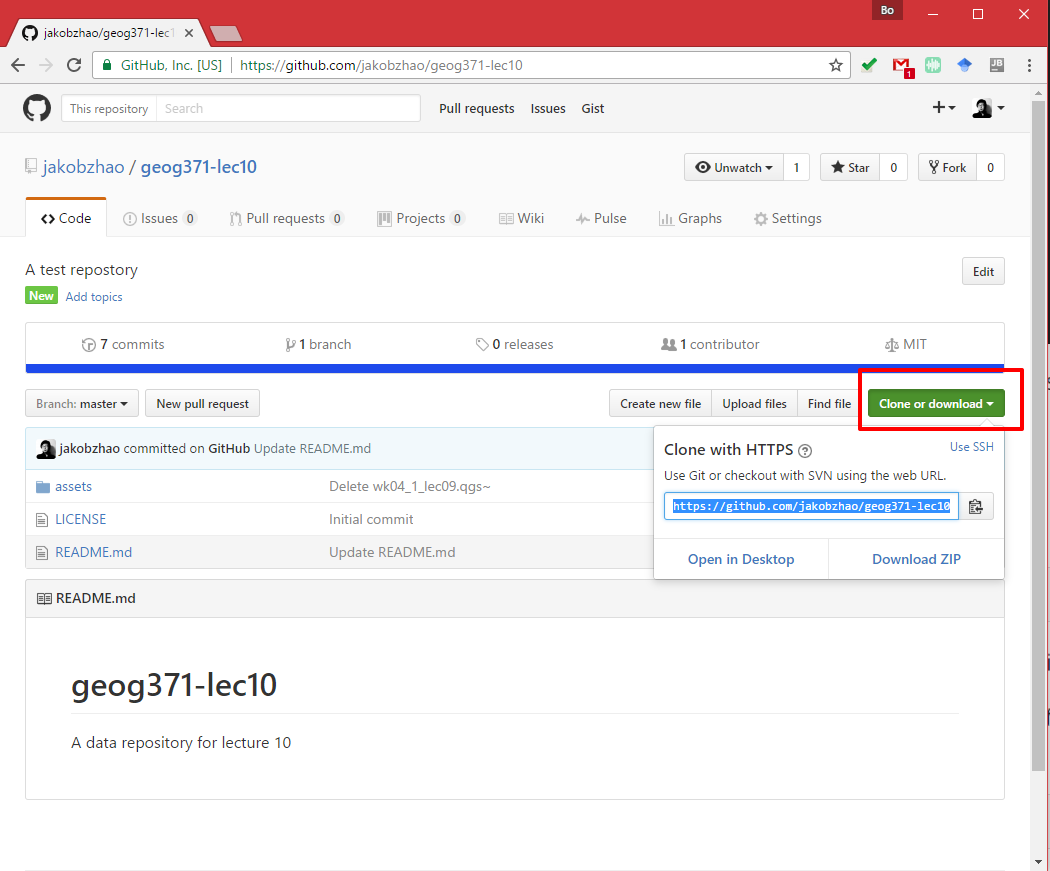 Bo
jakobzhao/geog371-lec1
GitHub, Inc. [US] https://github.com/jakobzhao/geog371-lec10
1
JB
This repository Search Pull requests Issues Gist
jakobzhao / geog371-lec10 Unwatch 1 Star 0 Fork 0
Code Issues 0 Pull requests 0 Projects 0 Wiki Pulse Graphs Settings
A test repostory Edit
New Add topics
7 commits 1 branch 0 releases 1 contributor MIT
Branch: master New pull request Create new file Upload files Find file Clone or download
jakobzhao committed on GitHub Update README.md
assets Delete wk04_1_lec09.qgs~
LICENSE Initial commit
README.md Update README.md
Clone with HTTPS ? Use SSH
Use Git or checkout with SVN using the web URL.
https://github.com/jakobzhao/geog371-lec10
Open in Desktop Download ZIP
README.md
geog371-lec10
A data repository for lecture 10